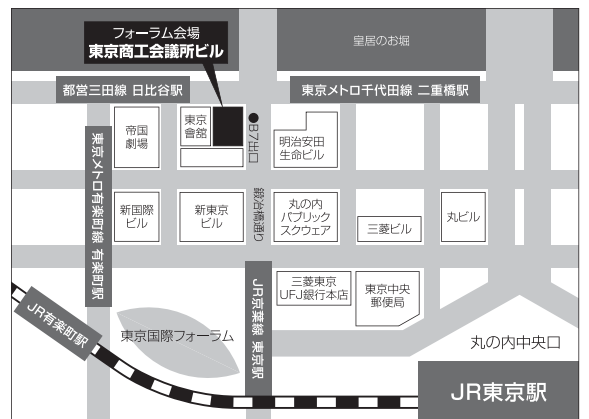 フォーラム会場
東京商工会議所ビル
皇居のお堀
都営三田線 日比谷駅
東京メトロ千代田線 二重橋駅
帝国
劇場
東京
會舘
●B7出口
明治安田
生命ビル
東京メトロ有楽町線 有楽町駅
新国際
ビル
新東京
ビル
鍛冶橋通り
丸の内
パブリック
スクウェア
三菱ビル
丸ビル
JR京葉線 東京駅
三菱東京
UFJ銀行本店
東京中央
郵便局
JR有楽町駅
東京国際フォーラム
丸の内中央口
JR東京駅